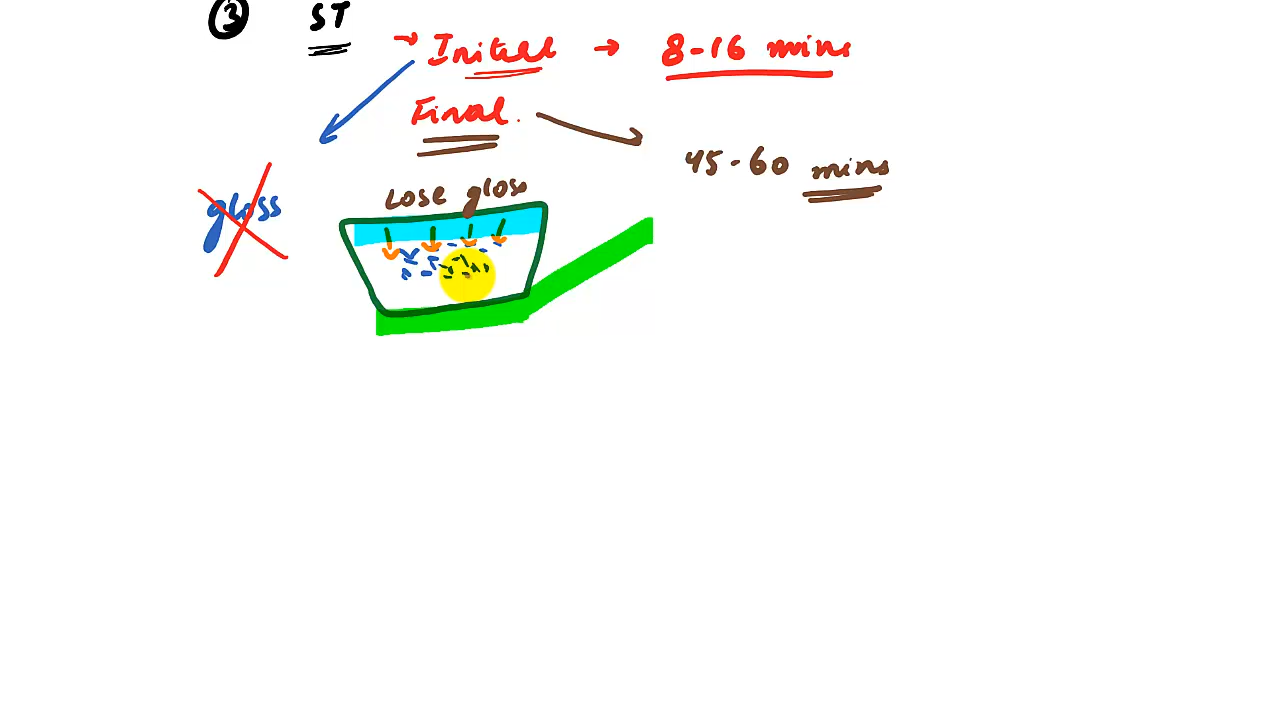 ③ ST
→ Initial → 8-16 mins
Final.
45-60 mins
gloss
Lose gloss